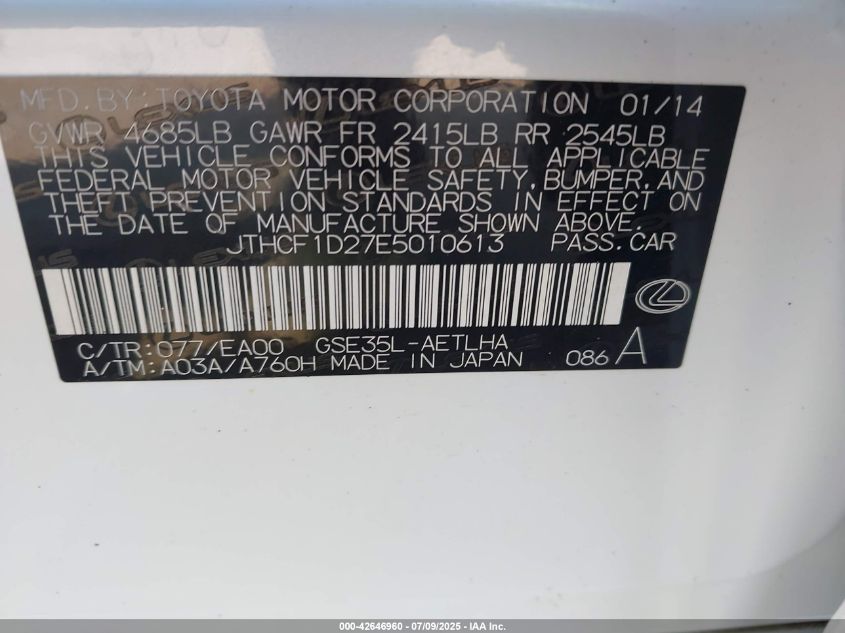 MFD. BY: TOYOTA MOTOR CORPORATION 01/14
GVWR 4685LB GAWR FR 2415LB RR 2545LB
THIS VEHICLE CONFORMS TO ALL APPLICABLE
FEDERAL MOTOR VEHICLE SAFETY, BUMPER, AND
THEFT PREVENTION STANDARDS IN EFFECT ON
THE DATE OF MANUFACTURE SHOWN ABOVE.
JTHCF1D27E5010613 PASS. CAR
C/TR: 077/EA00 GSE35L-AETLHA
A/TM: A03A/A760H MADE IN JAPAN 086 A
000-42646960 - 07/09/2025 - IAA Inc.